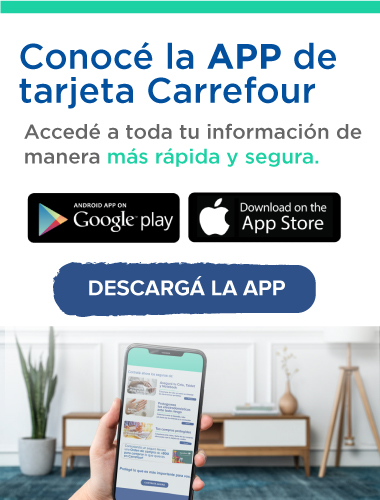 Conocé la APP de
tarjeta Carrefour
Accedé a toda tu información de
manera más rápida y segura.
ANDROID APP ON
Google play
Download on the
App Store
DESCARGÁ LA APP